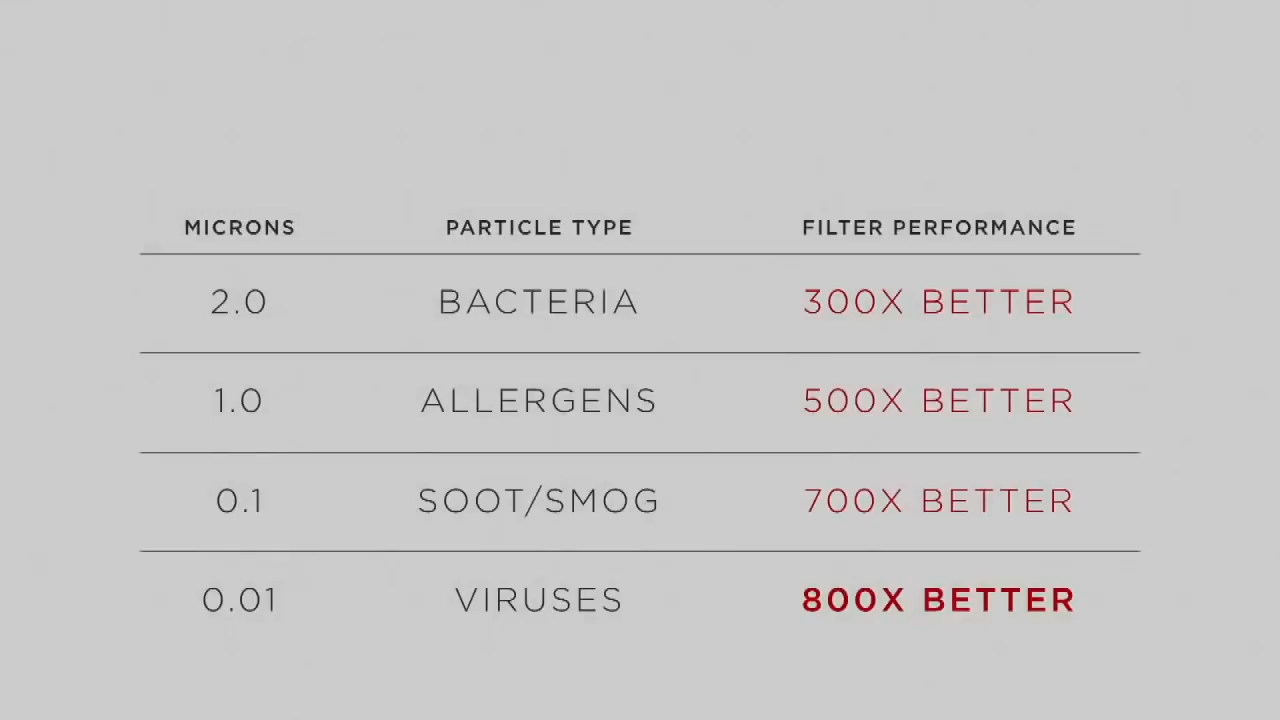 MICRONS PARTICLE TYPE FILTER PERFORMANCE
2.0 BACTERIA 300X BETTER
1.0 ALLERGENS 500X BETTER
0.1 SOOT/SMOG 700X BETTER
0.01 VIRUSES 800X BETTER